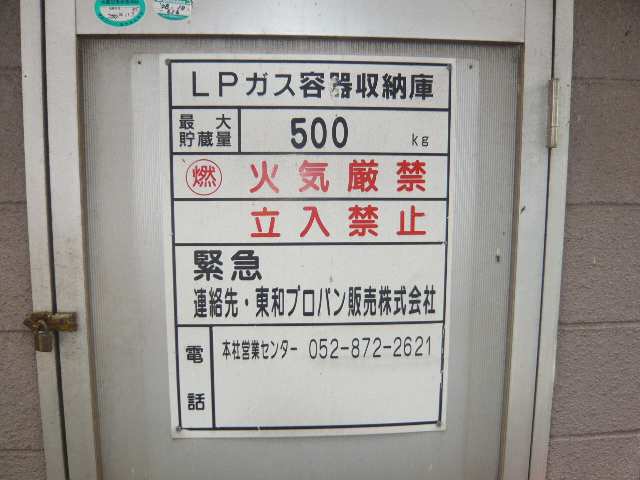 LPガス容器収納庫
最大
貯蔵量
500 kg
燃 火気厳禁
立入禁止
緊急
連絡先・東和プロパン販売株式会社
電話
本社営業センター 052-872-2621